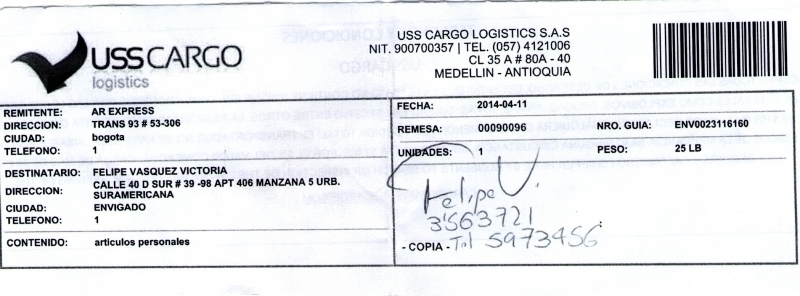 USSCARGO
logistics
USS CARGO LOGISTICS S.A.S
NIT. 900700357 | TEL. (057) 4121006
CL 35 A # 80A - 40
MEDELLIN - ANTIOQUIA
REMITENTE: AR EXPRESS
DIRECCION: TRANS 93 # 53-306
CIUDAD: bogota
TELEFO: 1
DESTINATARIO: FELIPE VASQUEZ VICTORIA
DIRECCION: CALLE 40 D SUR # 39 -98 APT 406 MANZANA 5 URB. SURAMERICANA
CIUDAD: ENVIGADO
TELEFONO: 1
CONTENIDO: articulos personales
FECHA: 2014-04-11
REMESA: 00090096 NRO. GUIA: ENV0023116160
UNIDADES: 1 PESO: 25 LB
Felipe V.
3'563721
- COPIA - Tel 5973456